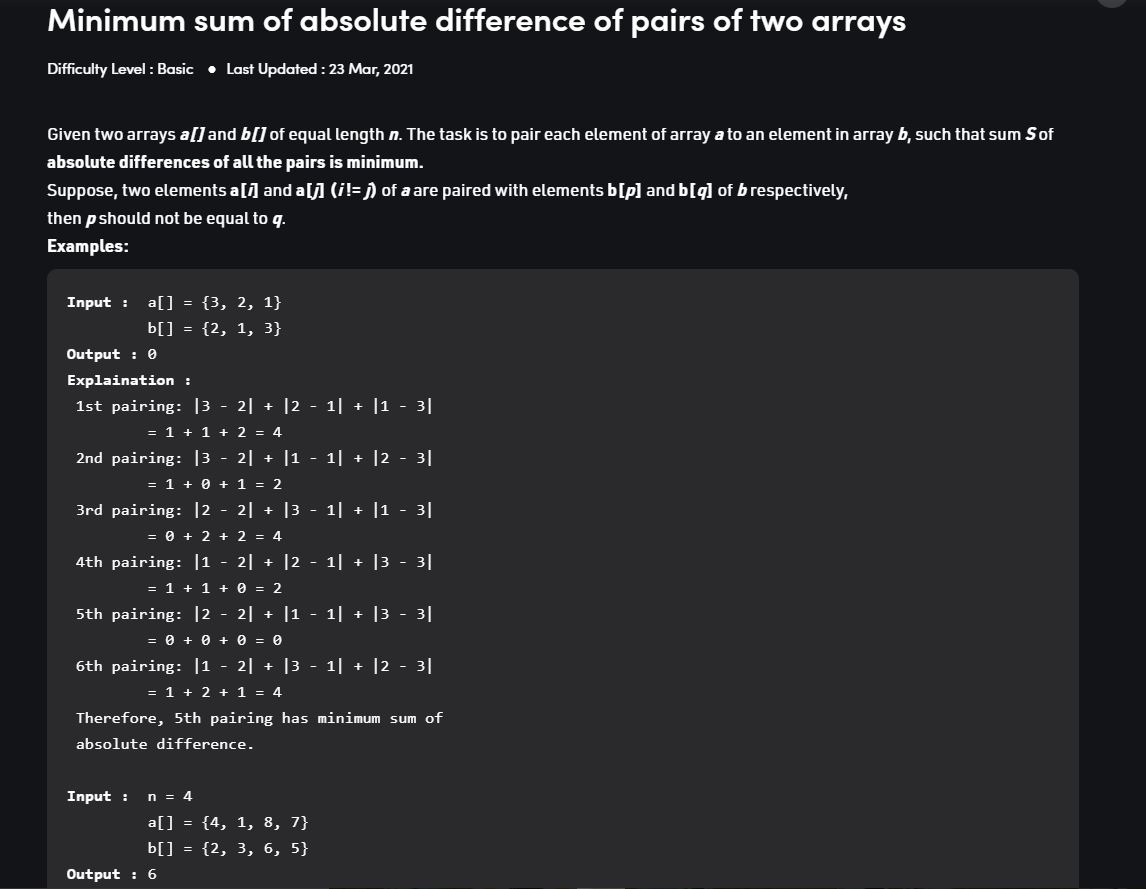 Minimum sum of absolute difference of pairs of two arrays
Difficulty Level : Basic ● Last Updated : 23 Mar, 2021
Given two arrays a[] and b[] of equal length n. The task is to pair each element of array a to an element in array b, such that sum S of
absolute differences of all the pairs is minimum.
Suppose, two elements a[i] and a[j] (i != j) of a are paired with elements b[p] and b[q] of b respectively,
then p should not be equal to q.
Examples:
Input :  a[] = {3, 2, 1}
         b[] = {2, 1, 3}
Output : 0
Explaination :
 1st pairing: |3 - 2| + |2 - 1| + |1 - 3|
         = 1 + 1 + 2 = 4
 2nd pairing: |3 - 2| + |1 - 1| + |2 - 3|
         = 1 + 0 + 1 = 2
 3rd pairing: |2 - 2| + |3 - 1| + |1 - 3|
         = 0 + 2 + 2 = 4
 4th pairing: |1 - 2| + |2 - 1| + |3 - 3|
         = 1 + 1 + 0 = 2
 5th pairing: |2 - 2| + |1 - 1| + |3 - 3|
         = 0 + 0 + 0 = 0
 6th pairing: |1 - 2| + |3 - 1| + |2 - 3|
         = 1 + 2 + 1 = 4
 Therefore, 5th pairing has minimum sum of
 absolute difference.
Input :  n = 4
         a[] = {4, 1, 8, 7}
         b[] = {2, 3, 6, 5}
Output : 6